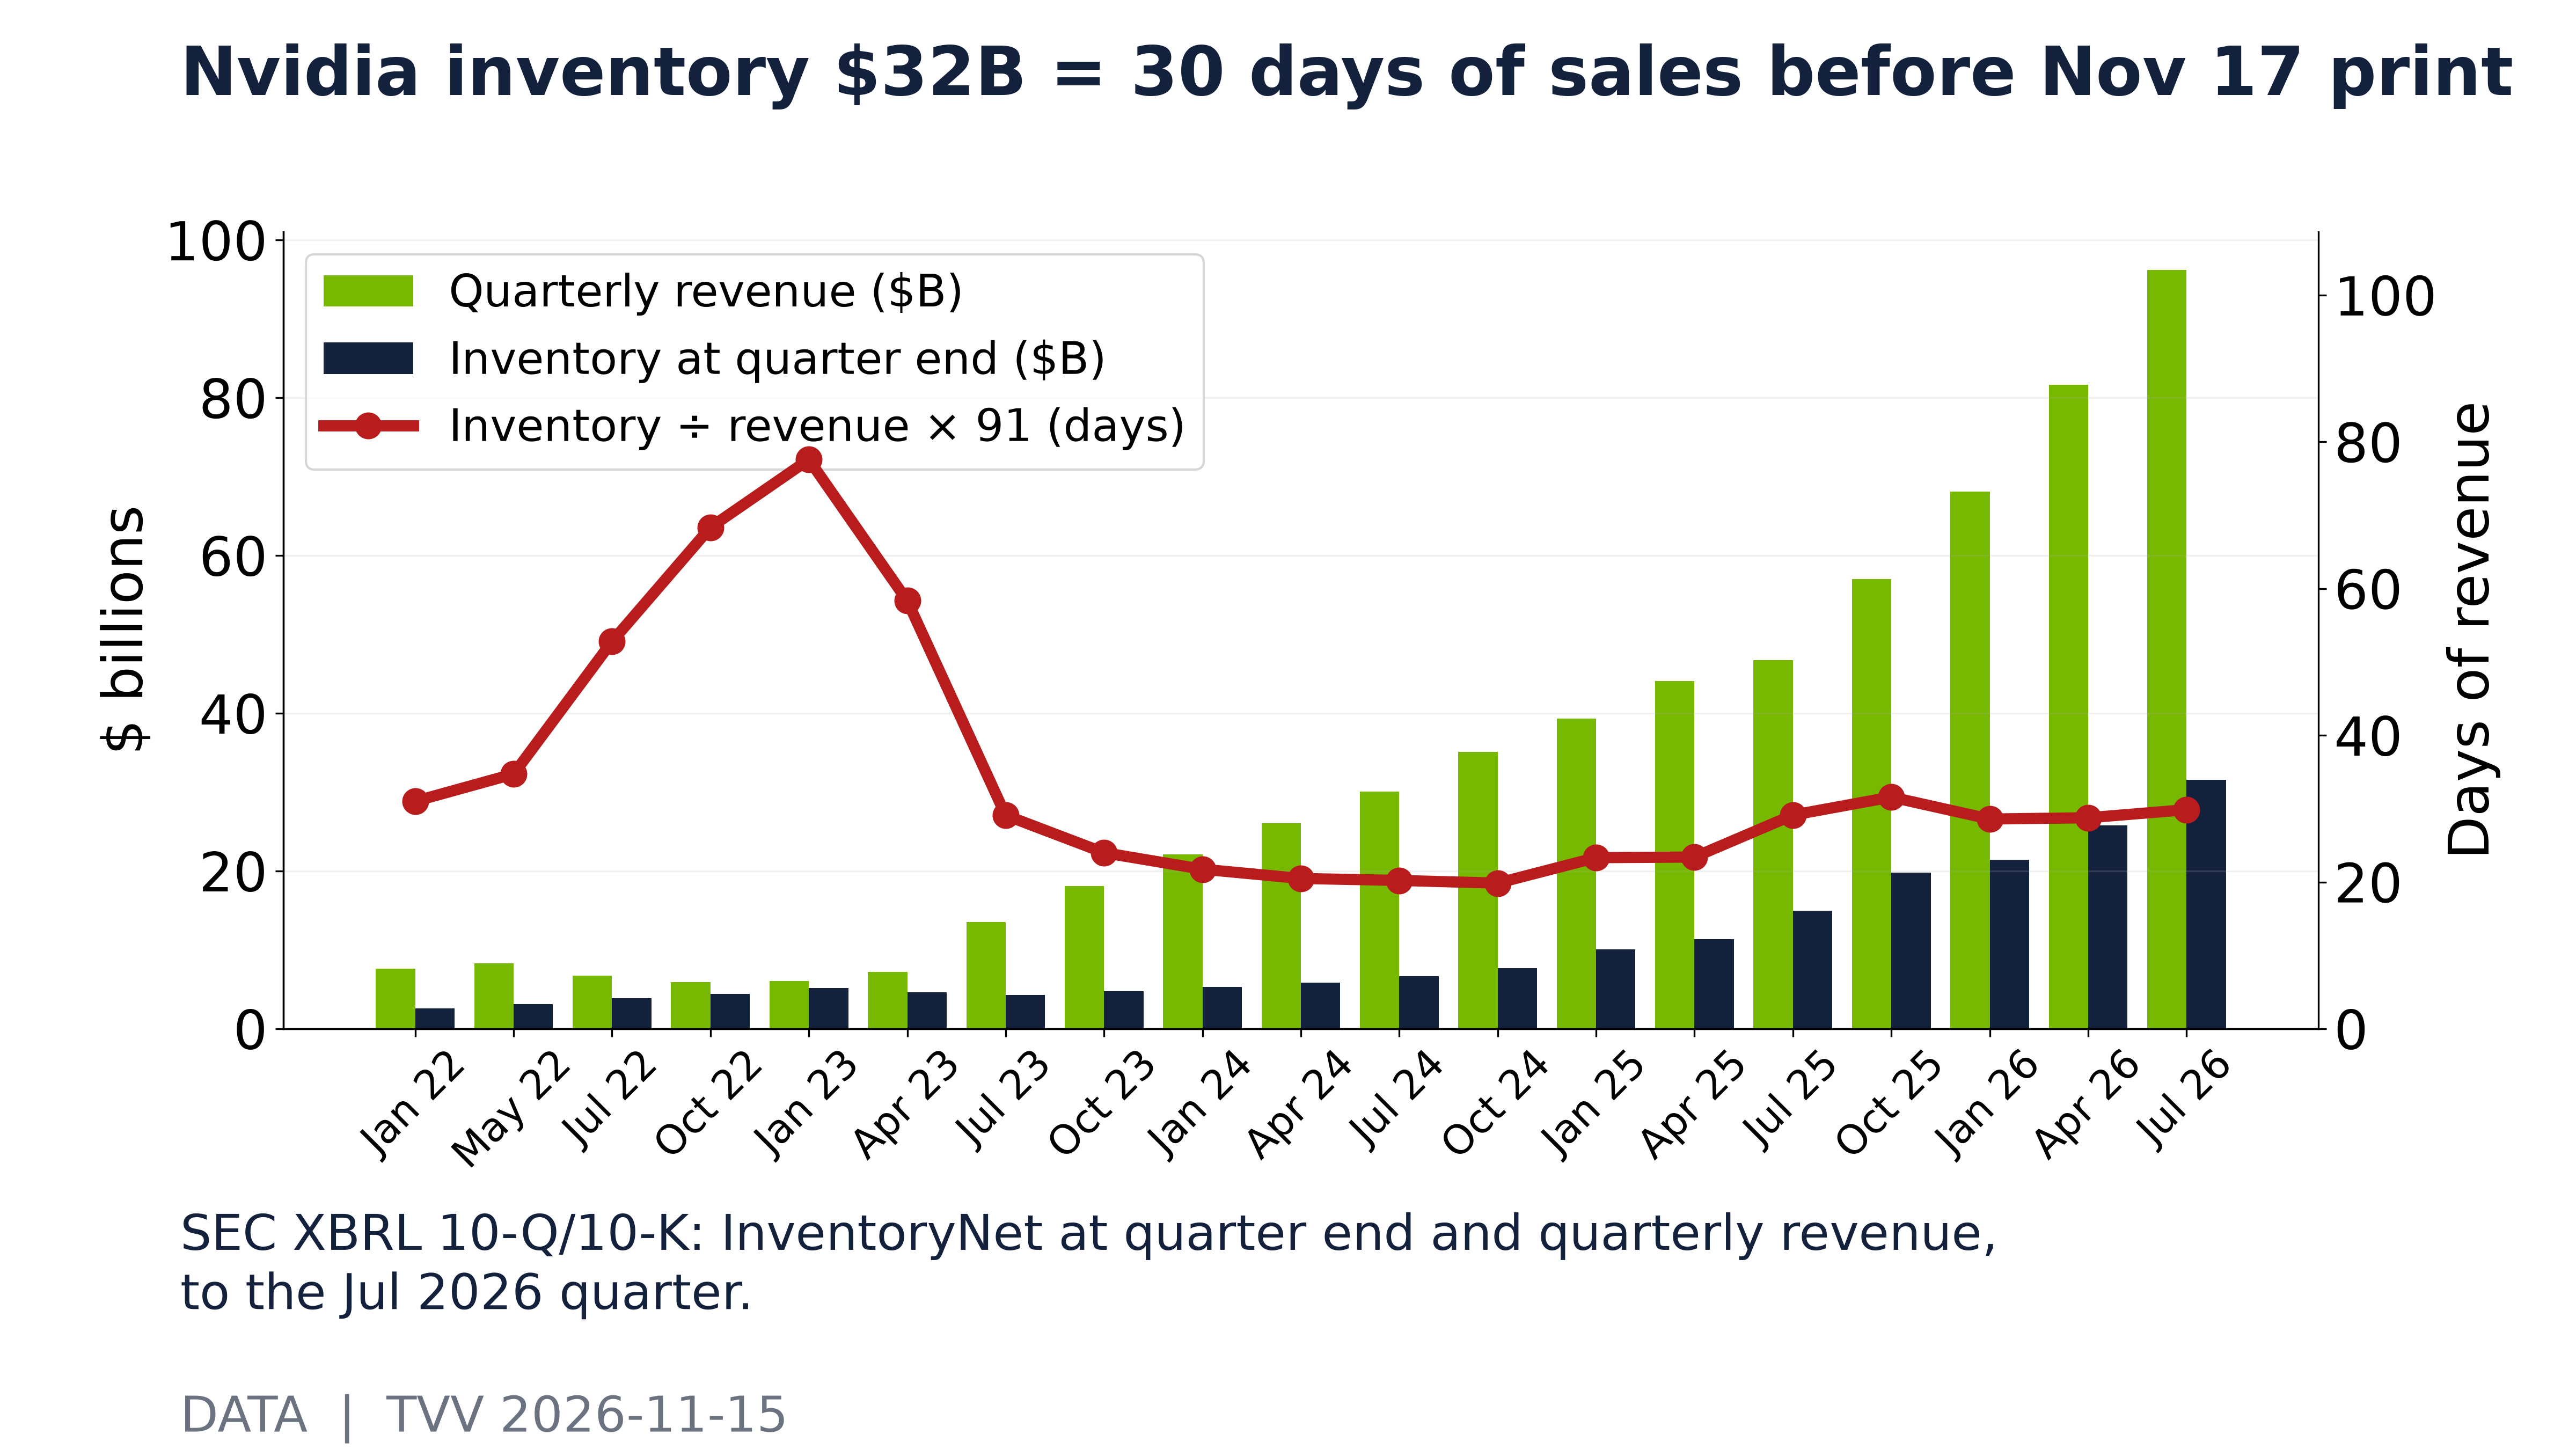 Nvidia inventory $32B = 30 days of sales before Nov 17 print
100
80
60
40
20
0
$ billions
Quarterly revenue ($B)
Inventory at quarter end ($B)
Inventory ÷ revenue × 91 (days)
100
80
60
40
20
0
Days of revenue
Jan 22
May 22
Jul 22
Oct 22
Jan 23
Apr 23
Jul 23
Oct 23
Jan 24
Apr 24
Jul 24
Oct 24
Jan 25
Apr 25
Jul 25
Oct 25
Jan 26
Apr 26
Jul 26
SEC XBRL 10-Q/10-K: InventoryNet at quarter end and quarterly revenue,
to the Jul 2026 quarter.
DATA | TVV 2026-11-15